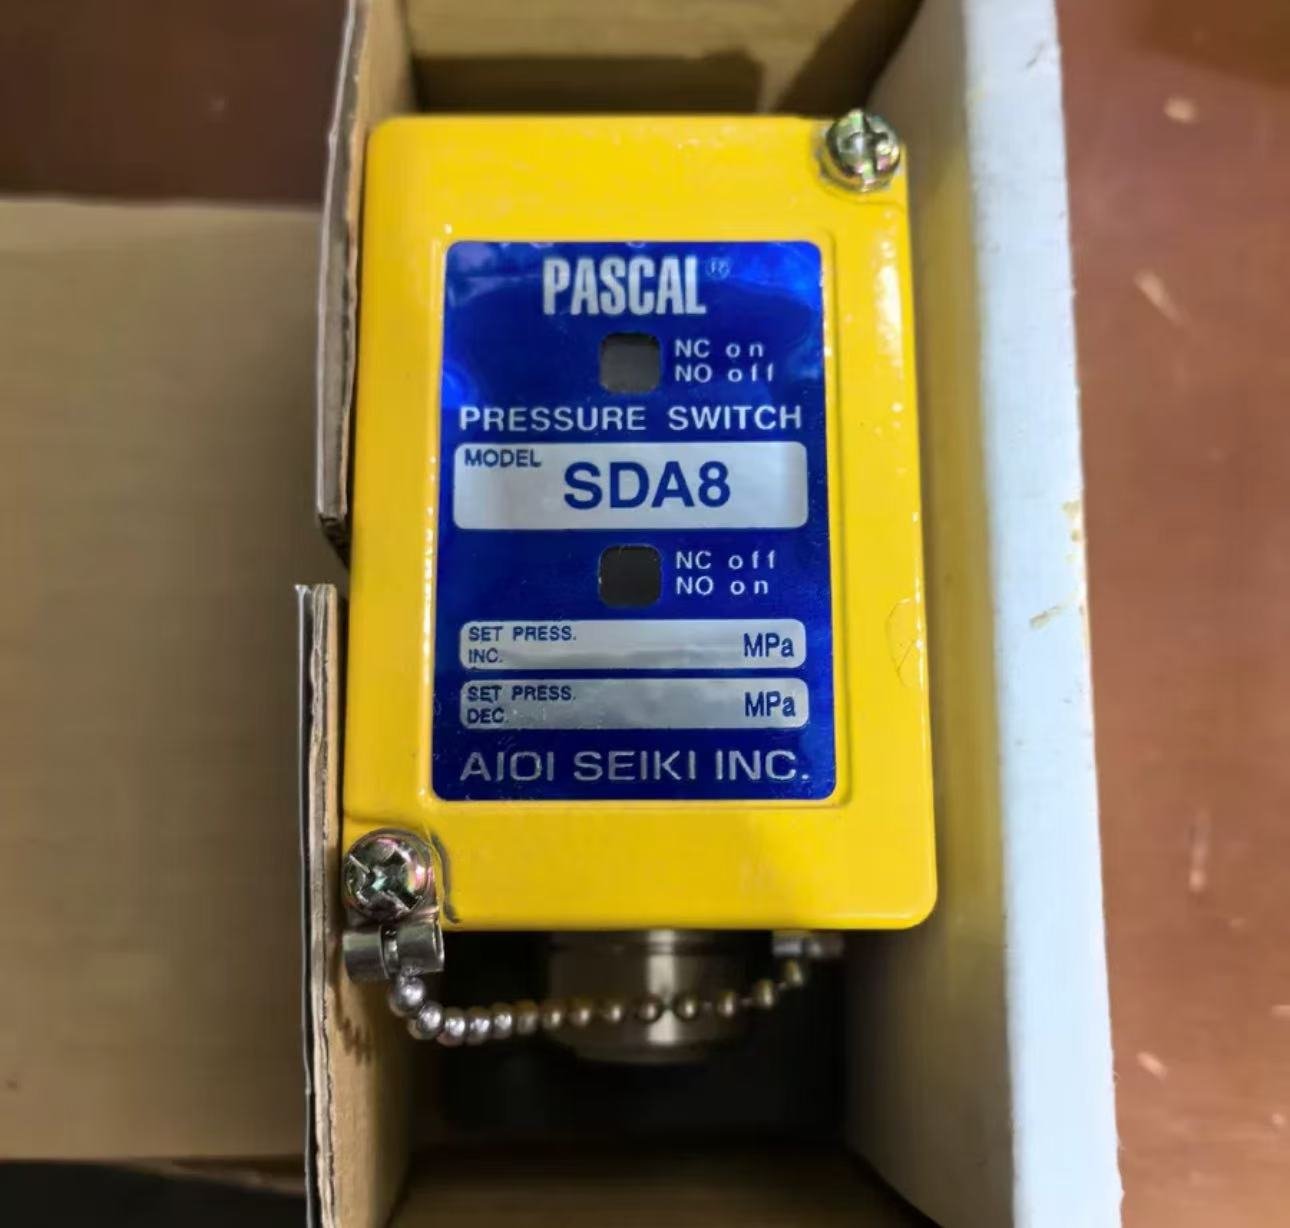 PASCAL®
NC on
NO off
PRESSURE SWITCH
MODEL SDA8
NC off
NO on
SET PRESS.
INC. MPa
SET PRESS.
DEC. MPa
AIOI SEIKI INC.